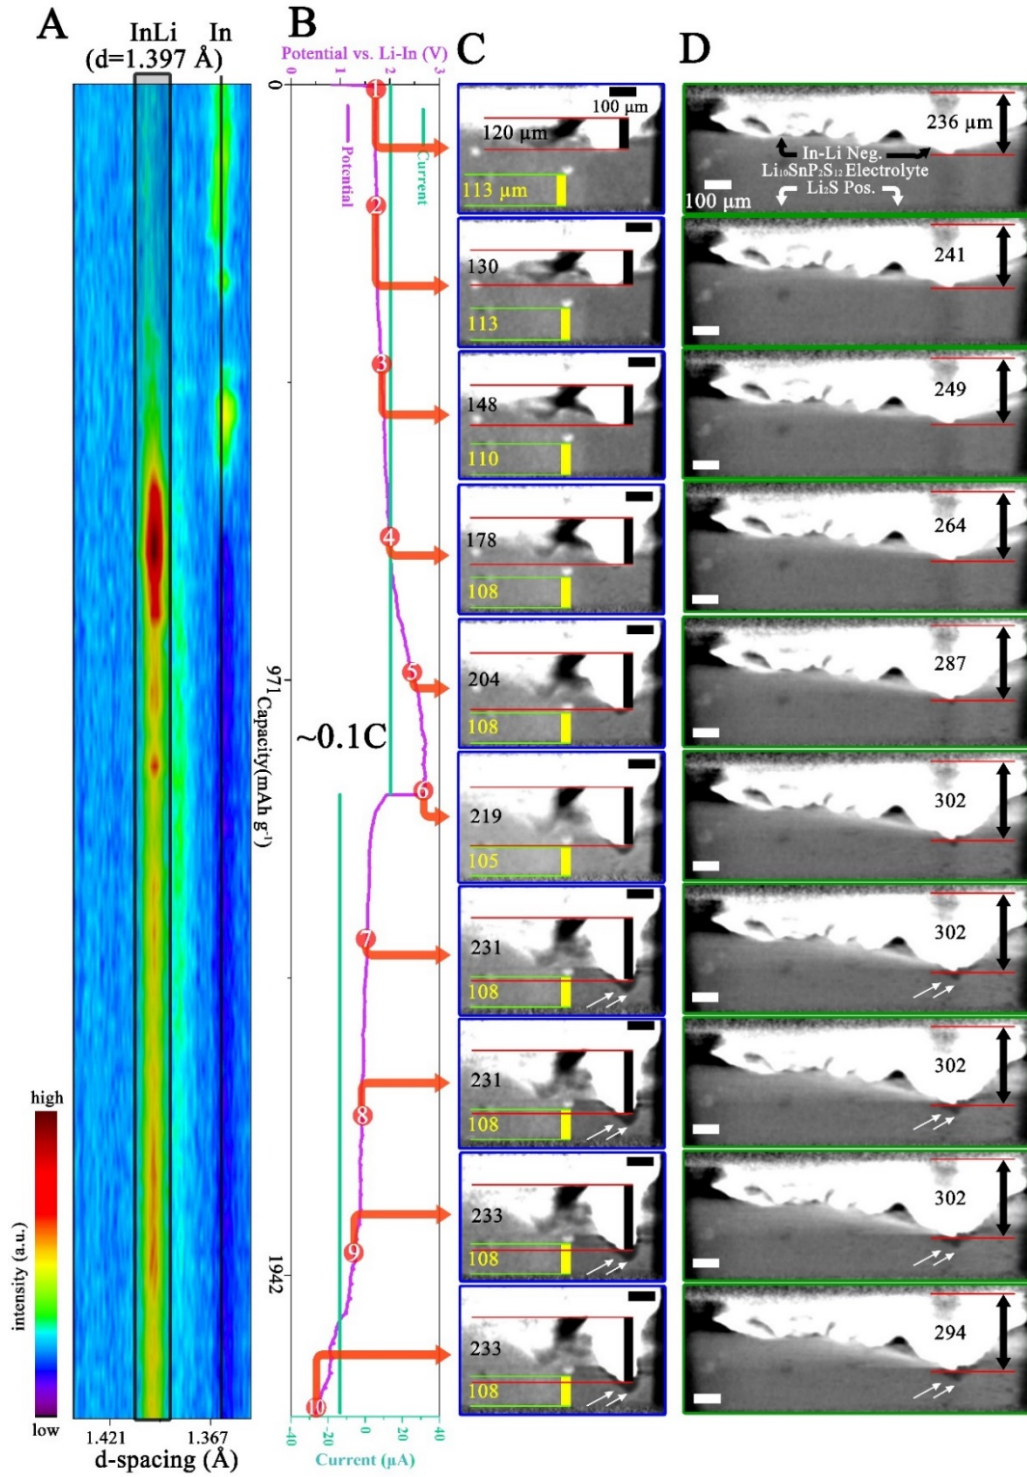 A
InLi
(d=1.397 Å)
In
B
Potential vs. Li-In (V)
0 1 2 3
Potential
Current
0
971
1942
Capacity(mAh g⁻¹)
~0.1C
1
2
3
4
5
6
7
8
9
10
-40 -20 0 20 40
Current (µA)
high
low
intensity (a.u.)
1.421 1.367
d-spacing (Å)
C
100 µm
120 µm
113 µm
130
113
148
110
178
108
204
108
219
105
231
108
231
108
233
108
233
108
D
236 µm
In-Li Neg.
Li₁₀SnP₂S₁₂ Electrolyte
Li₂S Pos.
100 µm
241
249
264
287
302
302
302
302
294